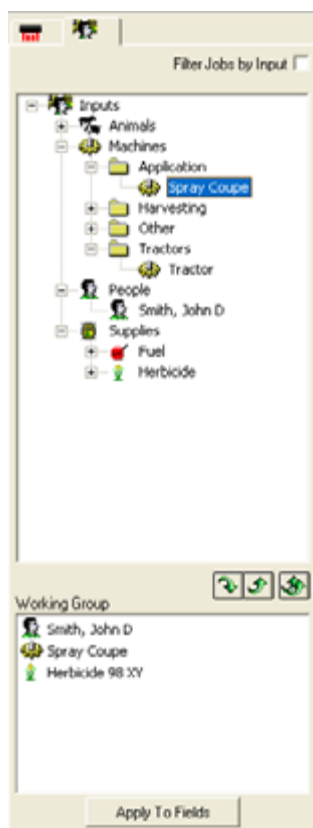 Filter Jobs by Input
Inputs
Animals
Machines
Application
Spray Coupe
Harvesting
Other
Tractors
Tractor
People
Smith, John D
Supplies
Fuel
Herbicide
Working Group
Smith, John D
Spray Coupe
Herbicide 98 XY
Apply To Fields